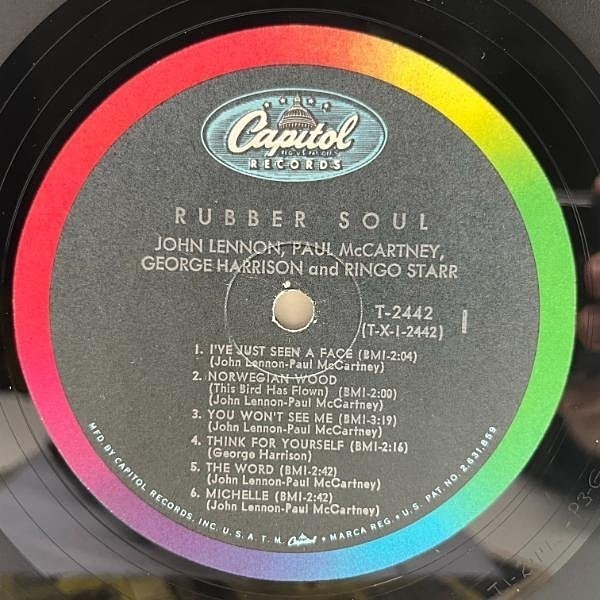 Capitol
REG. U.S. PAT. OFF.
RECORDS
RUBBER SOUL
JOHN LENNON, PAUL McCARTNEY,
GEORGE HARRISON and RINGO STARR
T-2442
(T-X-1-2442)
1
1. I'VE JUST SEEN A FACE (BMI-2:04)
(John Lennon-Paul McCartney)
2. NORWEGIAN WOOD
(This Bird Has Flown) (BMI-2:00)
(John Lennon-Paul McCartney)
3. YOU WON'T SEE ME (BMI-3:19)
(John Lennon-Paul McCartney)
4. THINK FOR YOURSELF (BMI-2:16)
(George Harrison)
5. THE WORD (BMI-2:42)
(John Lennon-Paul McCartney)
6. MICHELLE (BMI-2:42)
(John Lennon-Paul McCartney)
MFD. BY CAPITOL RECORDS, INC. U.S.A. T.M. Capitol MARCA REG. • U.S. PAT. NO. 2,631,859